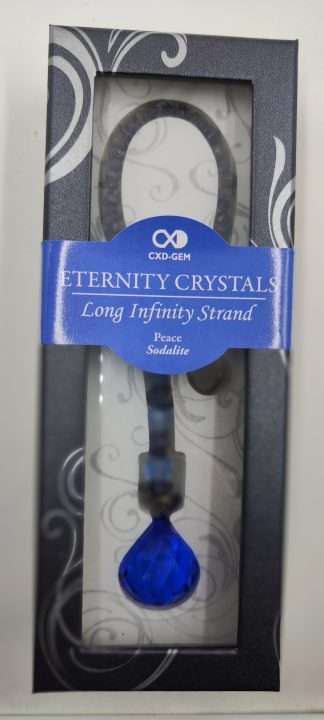 CXD-GEM
ETERNITY CRYSTALS
Long Infinity Strand
Peace
Sodalite